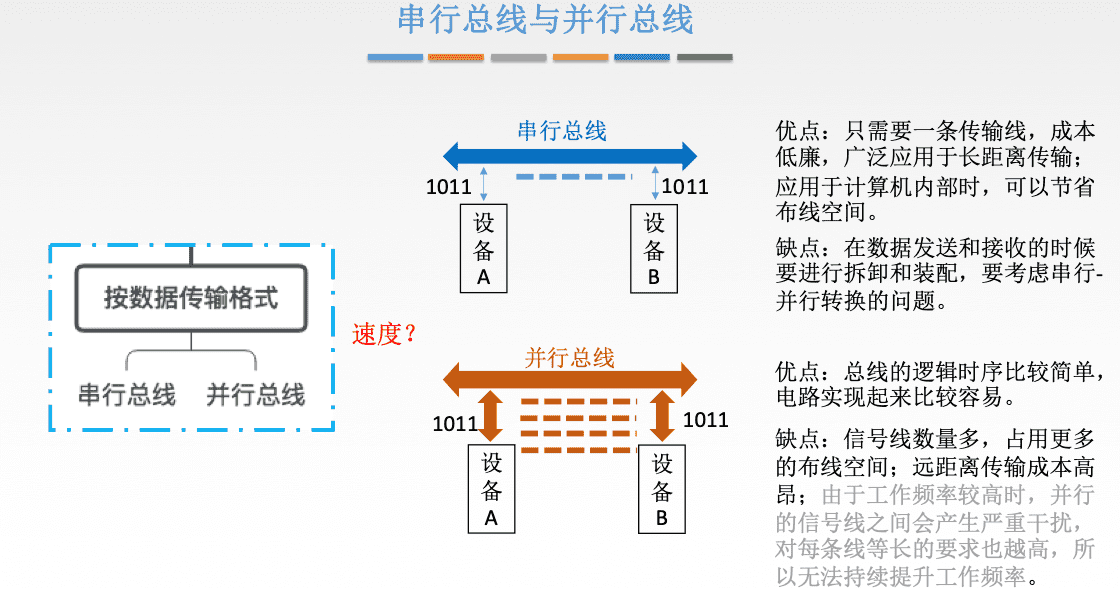 串行总线与并行总线
按数据传输格式
串行总线
并行总线
速度？
串行总线
1011
1011
设
备
A
设
备
B
并行总线
1011
1011
设
备
A
设
备
B
优点：只需要一条传输线，成本
低廉，广泛应用于长距离传输；
应用于计算机内部时，可以节省
布线空间。
缺点：在数据发送和接收的时候
要进行拆卸和装配，要考虑串行-
并行转换的问题。
优点：总线的逻辑时序比较简单，
电路实现起来比较容易。
缺点：信号线数量多，占用更多
的布线空间；远距离传输成本高
昂；由于工作频率较高时，并行
的信号线之间会产生严重干扰，
对每条线等长的要求也越高，所
以无法持续提升工作频率。